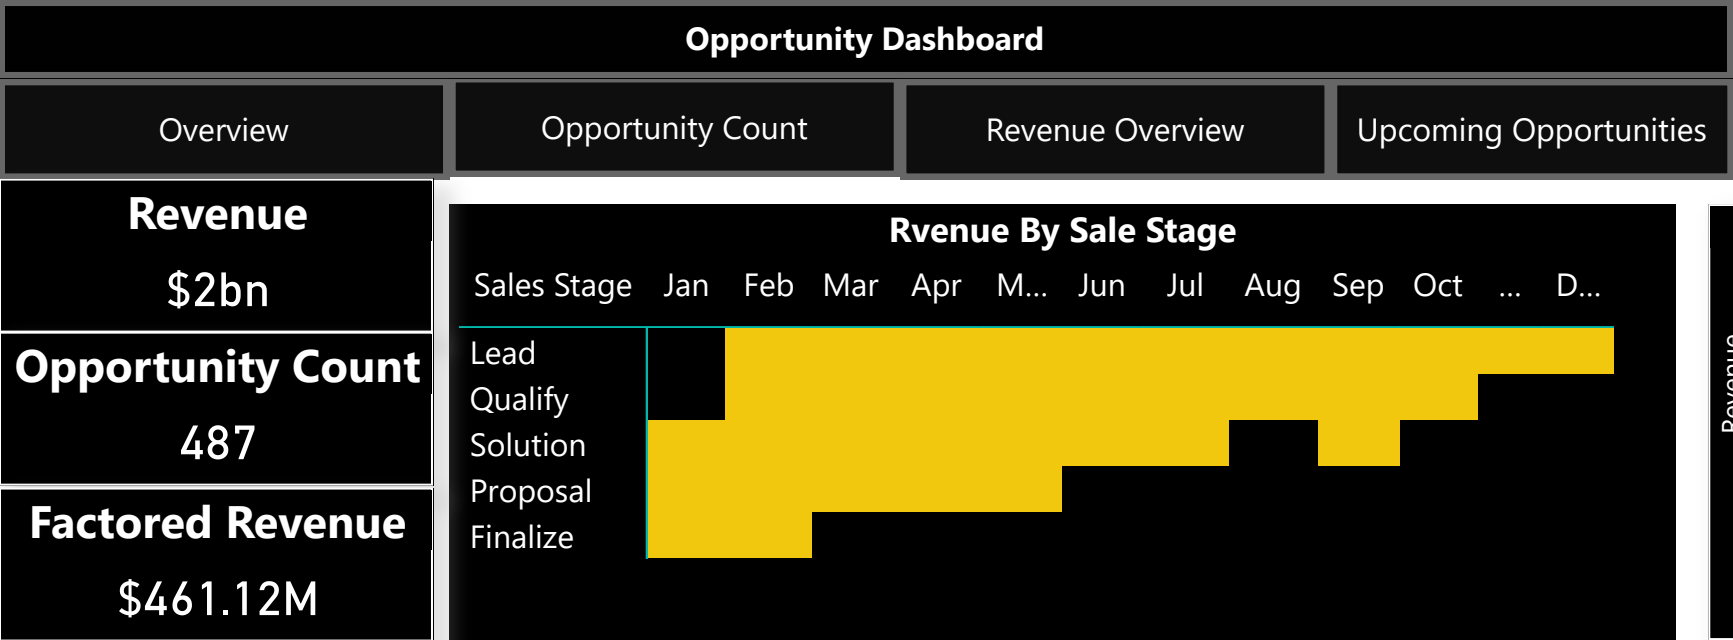 Opportunity Dashboard
Overview
Opportunity Count
Revenue Overview
Upcoming Opportunities
Revenue
$2bn
Opportunity Count
487
Factored Revenue
$461.12M
Rvenue By Sale Stage
Sales Stage Jan Feb Mar Apr M... Jun Jul Aug Sep Oct ... D...
Lead
Qualify
Solution
Proposal
Finalize
Revenue